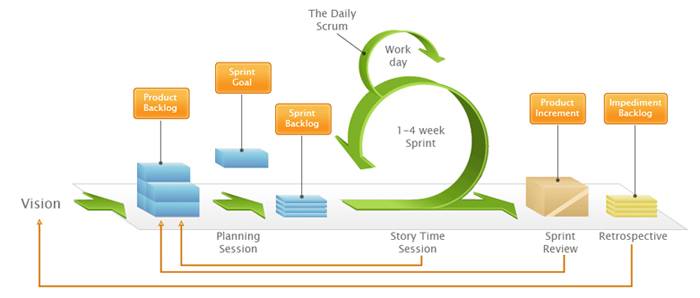 The Daily
Scrum
Work
day
Sprint
Goal
Product
Backlog
Sprint
Backlog
1-4 week
Sprint
Product
Increment
Impediment
Backlog
Vision
Planning
Session
Story Time
Session
Sprint
Review
Retrospective